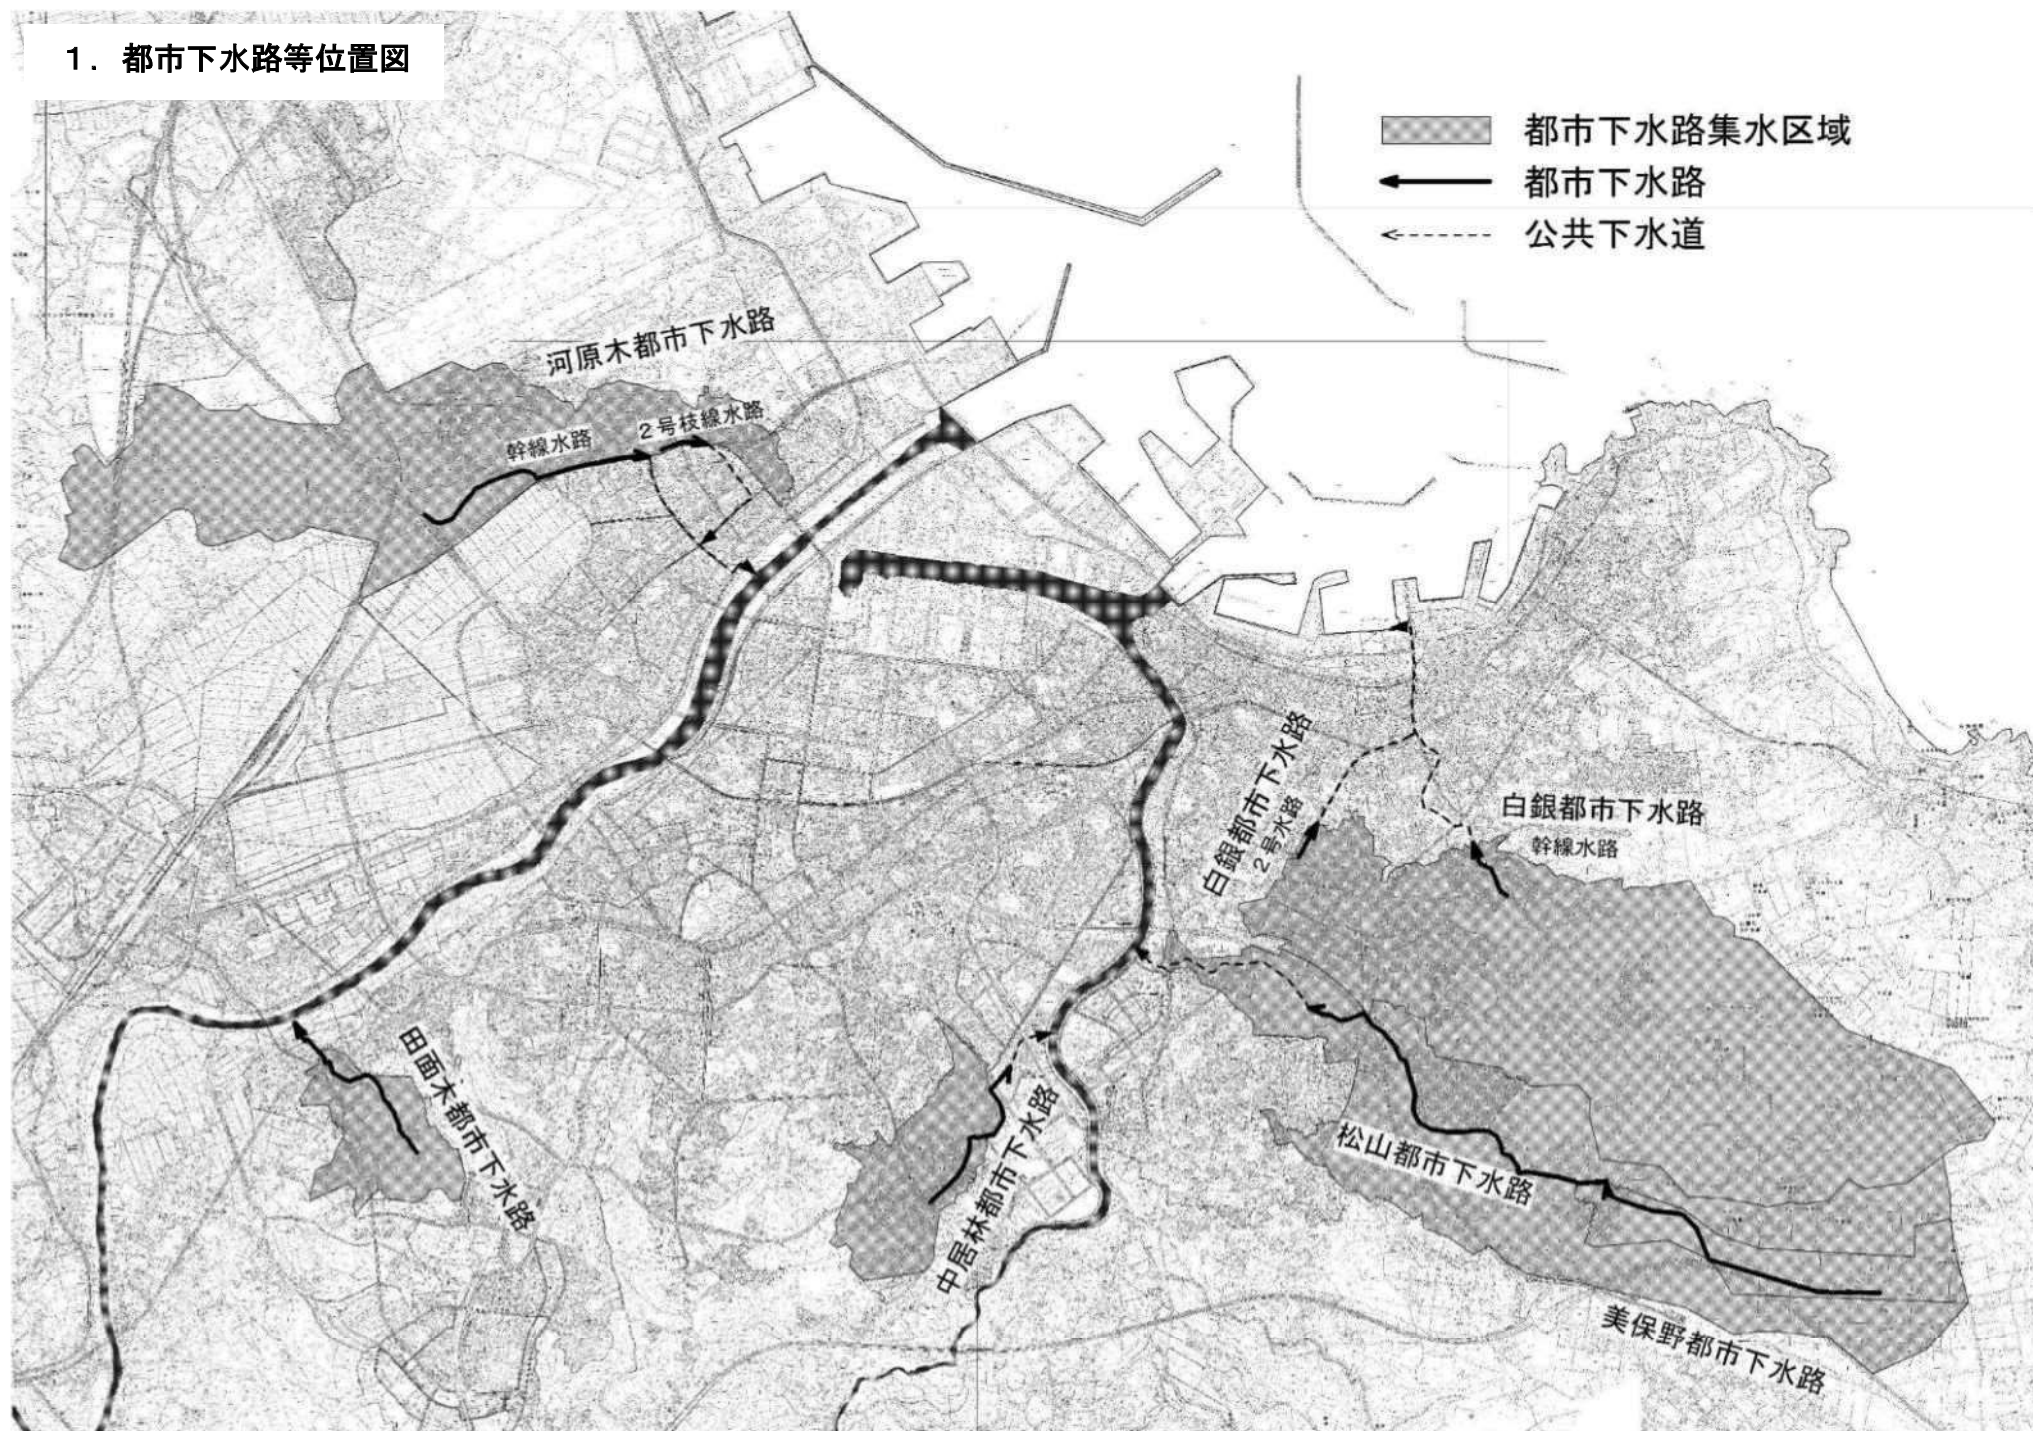 1．都市下水路等位置図
都市下水路集水区域
都市下水路
公共下水道
河原木都市下水路
2号枝線水路
幹線水路
白銀都市下水路
2号水路
白銀都市下水路
幹線水路
田面木都市下水路
中居林都市下水路
松山都市下水路
美保野都市下水路